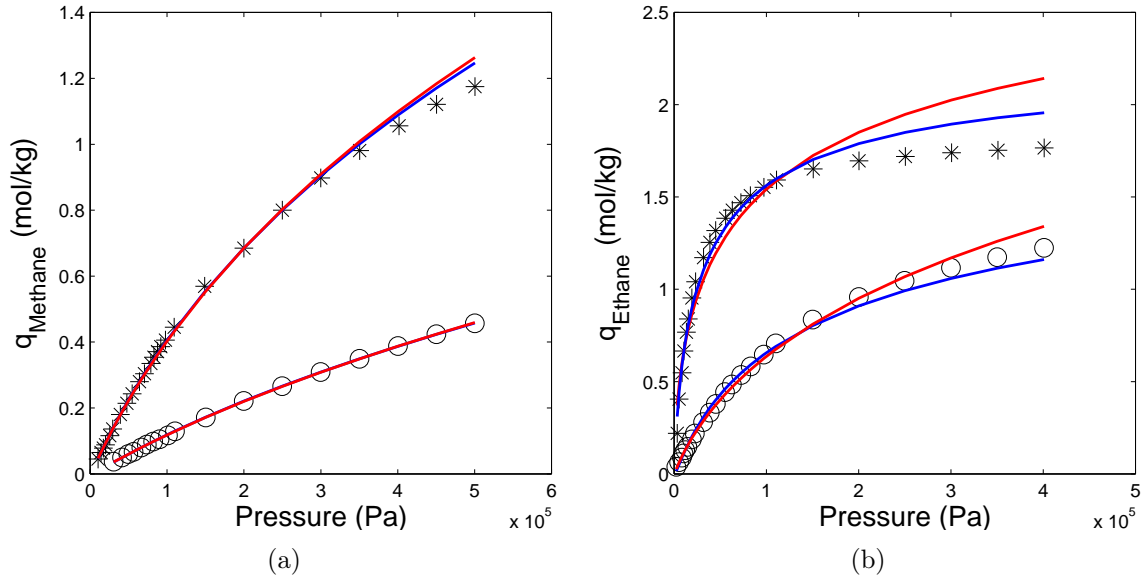 1.4
1.2
1
0.8
0.6
0.4
0.2
0
q_Methane (mol/kg)
0 1 2 3 4 5 6
x 10^5
Pressure (Pa)
(a)
2.5
2
1.5
1
0.5
0
q_Ethane (mol/kg)
0 1 2 3 4 5
x 10^5
Pressure (Pa)
(b)